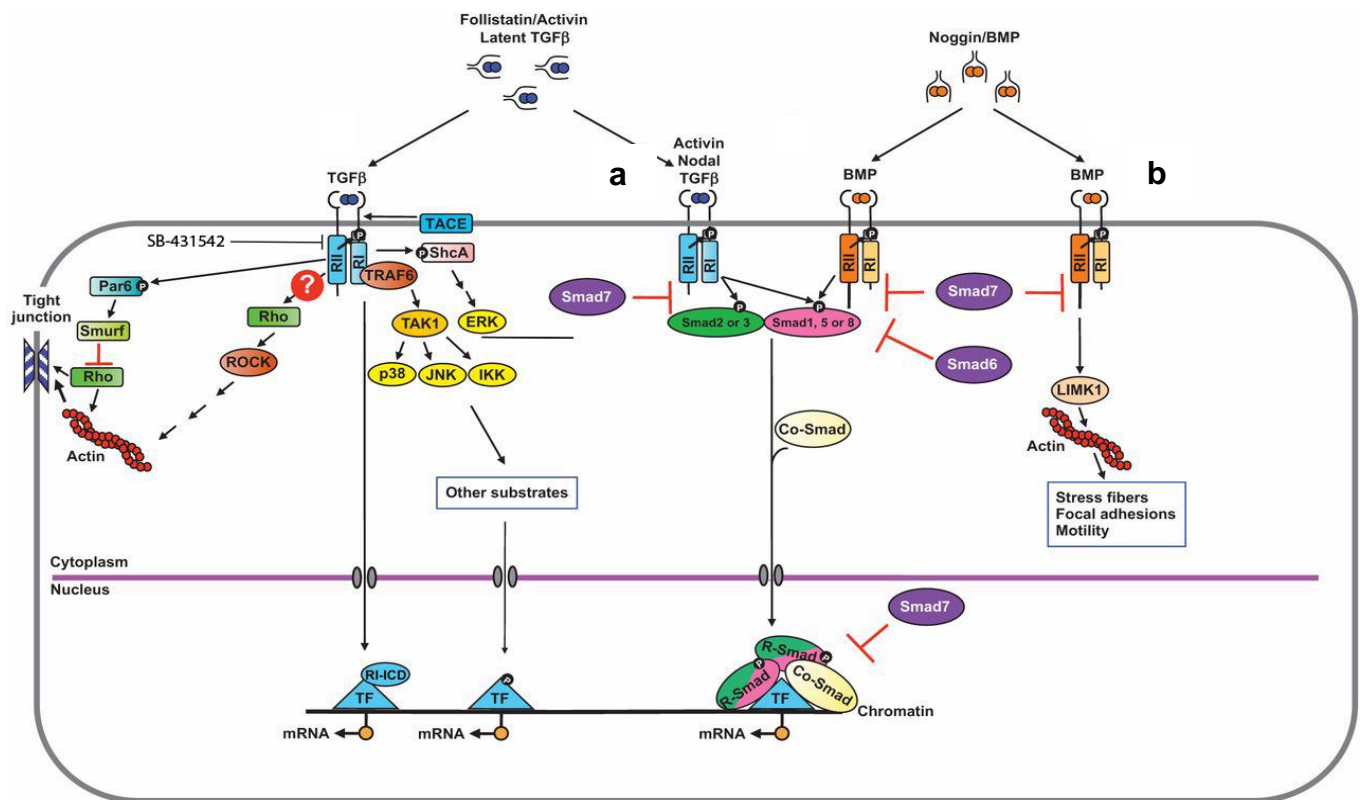 Follistatin/Activin
Latent TGFβ
Noggin/BMP
Activin
Nodal
TGFβ
a
TGFβ
BMP
BMP
b
TACE
SB-431542
RII
RI
P
ShcA
P
TRAF6
RII
RI
P
RII
RI
P
RII
RI
P
Par6
P
?
Tight
junction
Smurf
Rho
Rho
ROCK
TAK1
ERK
p38
JNK
IKK
Actin
Smad7
P
P
Smad2 or 3
Smad1, 5 or 8
Smad7
Smad6
LIMK1
Actin
Co-Smad
Other substrates
Stress fibers
Focal adhesions
Motility
Cytoplasm
Nucleus
Smad7
RI-ICD
TF
P
TF
R-Smad
P
P
R-Smad
Co-Smad
TF
Chromatin
mRNA
mRNA
mRNA